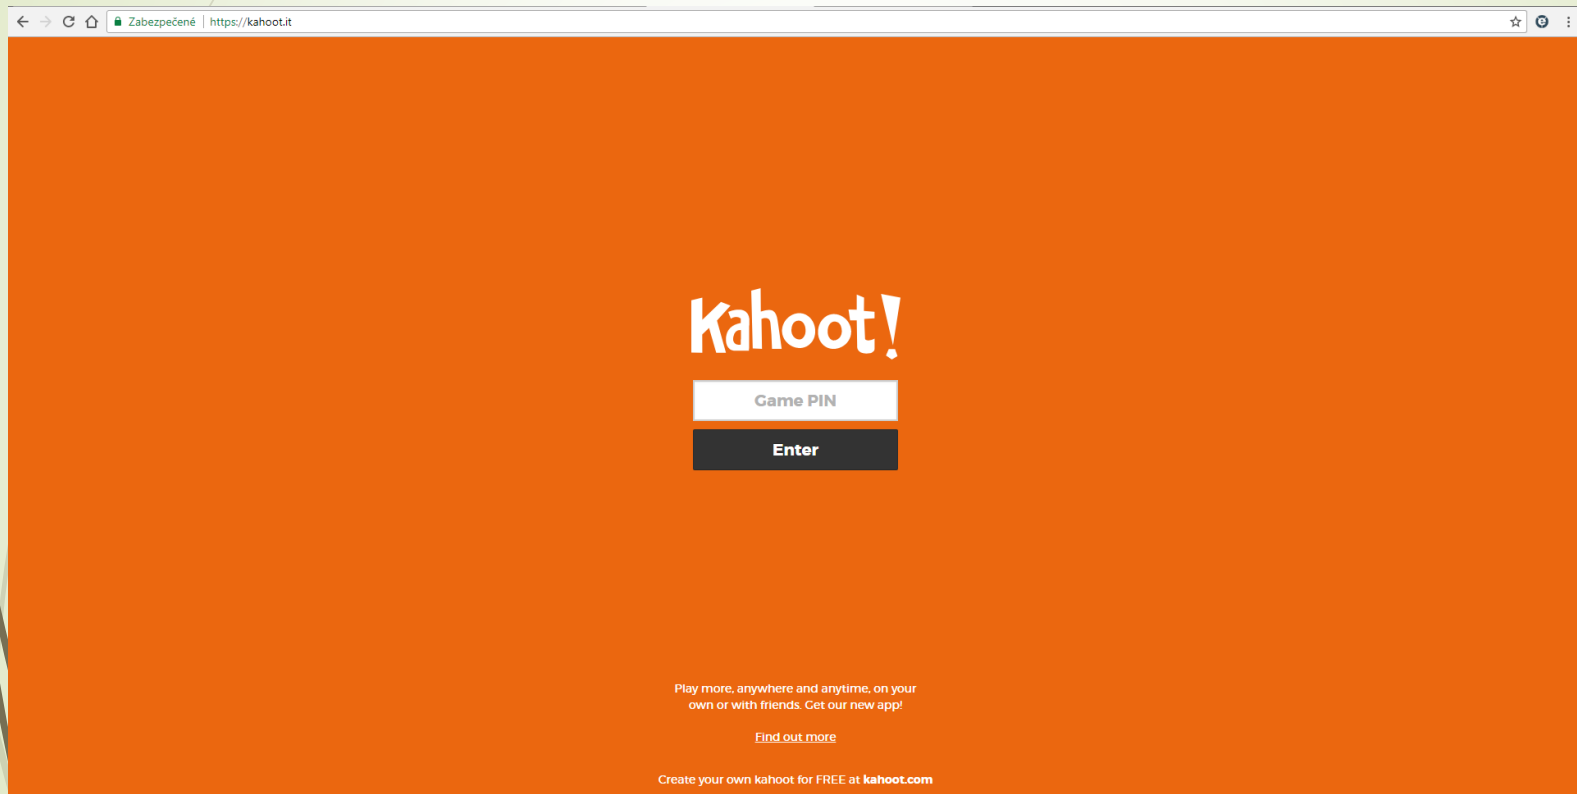 Zabezpečené | https://kahoot.it
Kahoot!
Game PIN
Enter
Play more, anywhere and anytime, on your
own or with friends. Get our new app!
Find out more
Create your own kahoot for FREE at kahoot.com